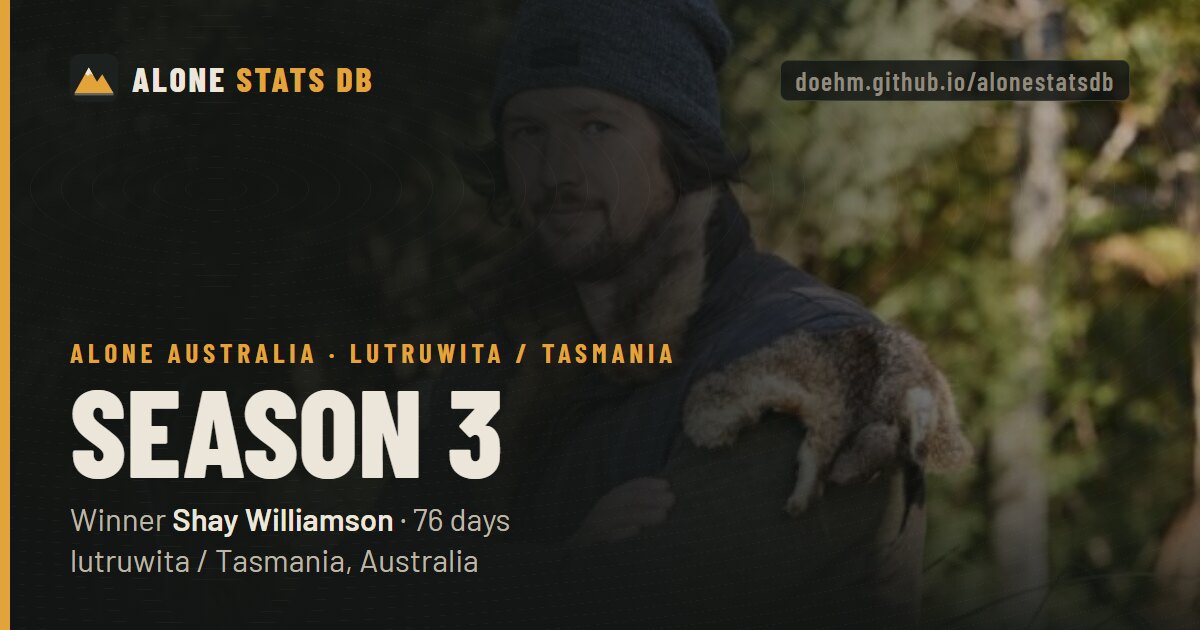 ALONE STATS DB
doehm.github.io/alonestatsdb
ALONE AUSTRALIA · LUTRUWITA / TASMANIA
SEASON 3
Winner Shay Williamson · 76 days
lutruwita / Tasmania, Australia